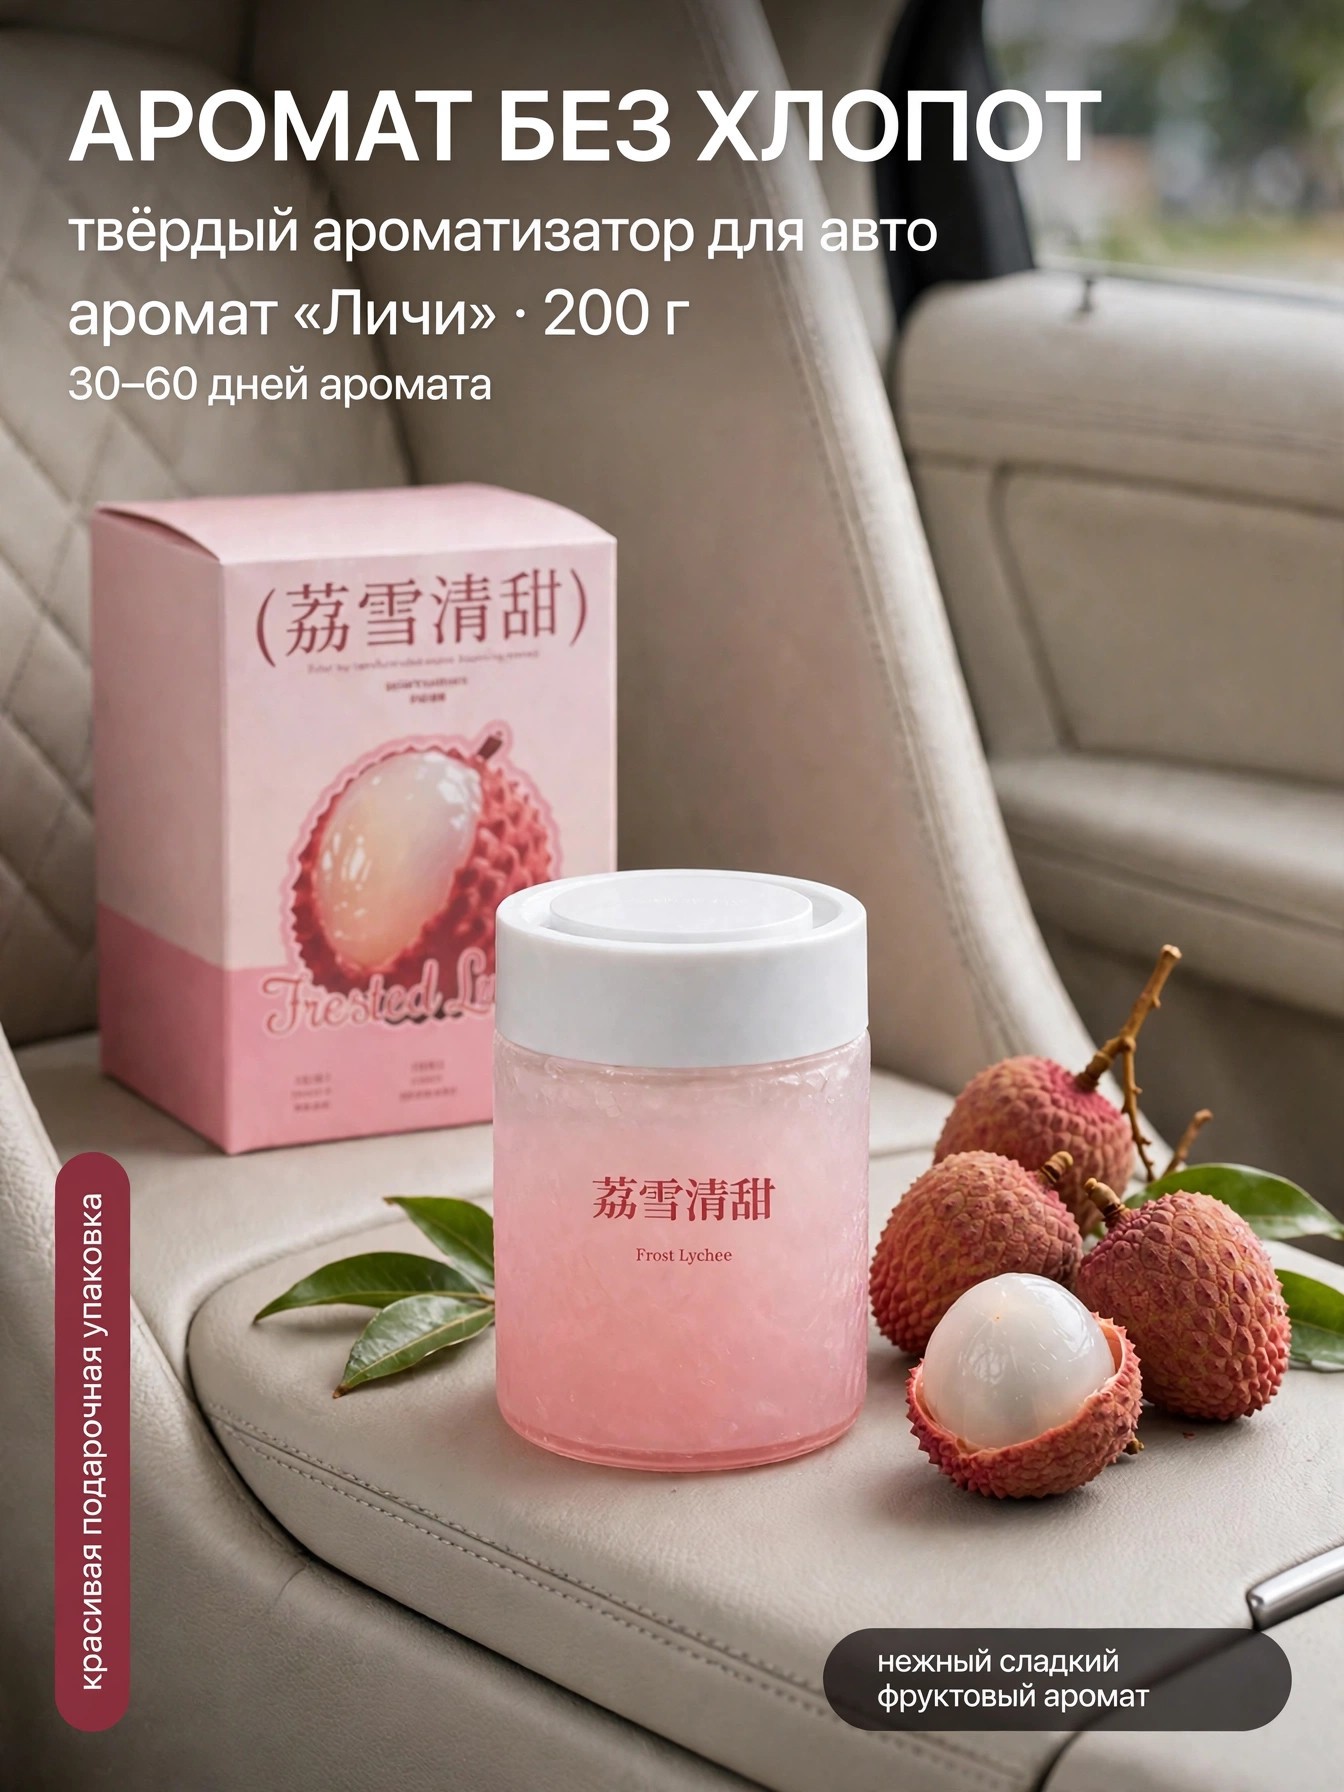 АРОМАТ БЕЗ ХЛОПОТ
твёрдый ароматизатор для авто
аромат «Личи» · 200 г
30–60 дней аромата
(荔雪清甜)
Frested
荔雪清甜
Frost Lychee
красивая подарочная упаковка
нежный сладкий
фруктовый аромат